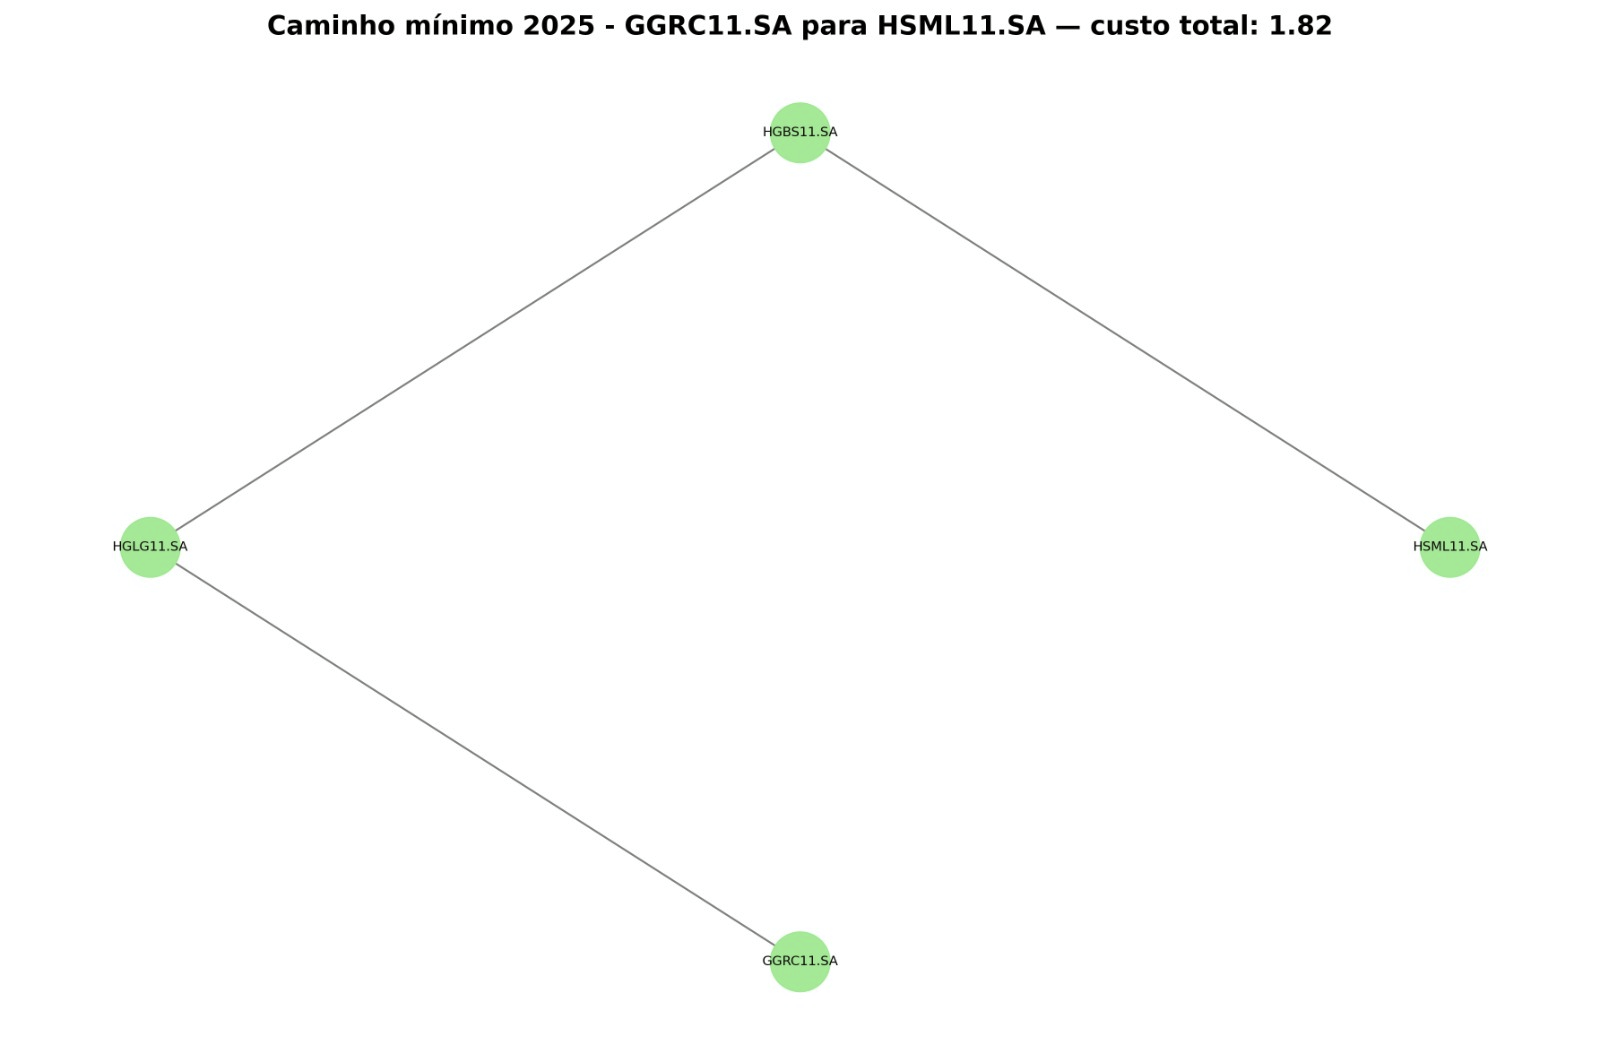 Caminho mínimo 2025 - GGRC11.SA para HSML11.SA — custo total: 1.82
HGBS11.SA
HGLG11.SA
HSML11.SA
GGRC11.SA